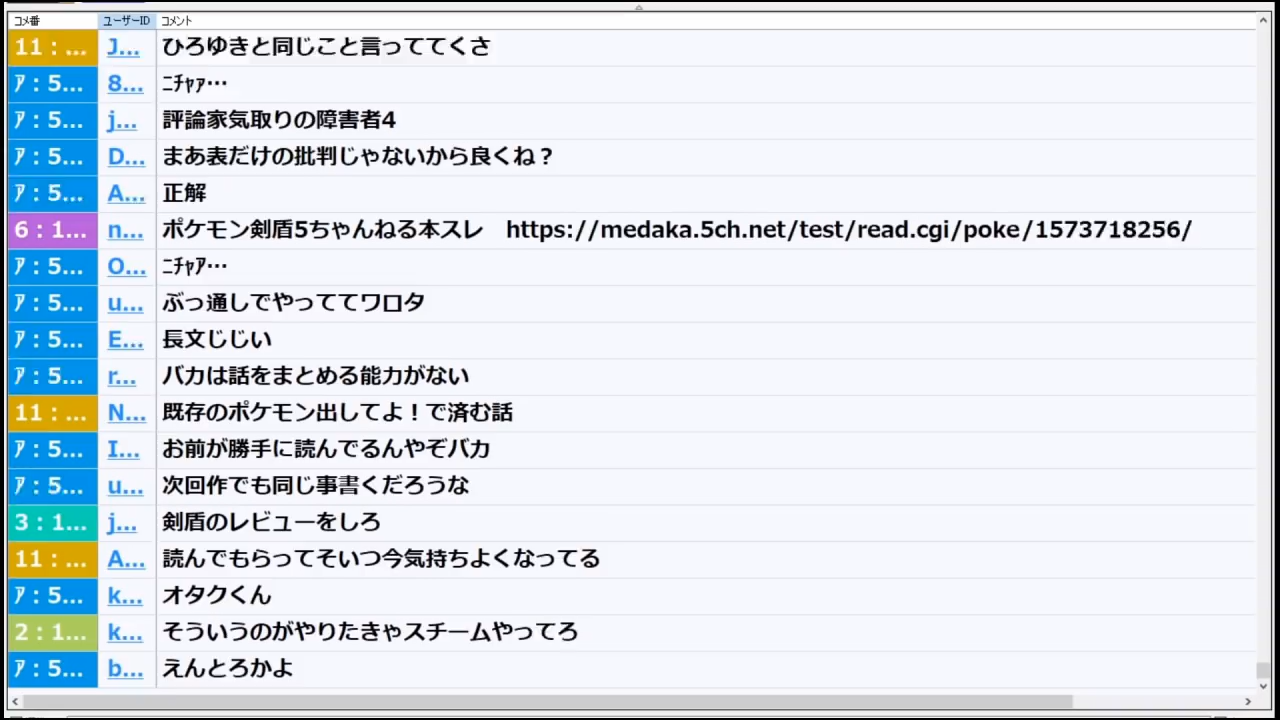 コメ番 ユーザーID コメント
11：... J... ひろゆきと同じこと言っててくさ
ｱ：5... 8... ﾆﾁｬｧ…
ｱ：5... j... 評論家気取りの障害者4
ｱ：5... D... まあ表だけの批判じゃないから良くね？
ｱ：5... A... 正解
6：1... n... ポケモン剣盾5ちゃんねる本スレ　https://medaka.5ch.net/test/read.cgi/poke/1573718256/
ｱ：5... O... ﾆﾁｬｱ…
ｱ：5... u... ぶっ通しでやっててワロタ
ｱ：5... E... 長文じじい
ｱ：5... r... バカは話をまとめる能力がない
11：... N... 既存のポケモン出してよ！で済む話
ｱ：5... I... お前が勝手に読んでるんやぞバカ
ｱ：5... u... 次回作でも同じ事書くだろうな
3：1... j... 剣盾のレビューをしろ
11：... A... 読んでもらってそいつ今気持ちよくなってる
ｱ：5... k... オタクくん
2：1... k... そういうのがやりたきゃスチームやってろ
ｱ：5... b... えんとろかよ